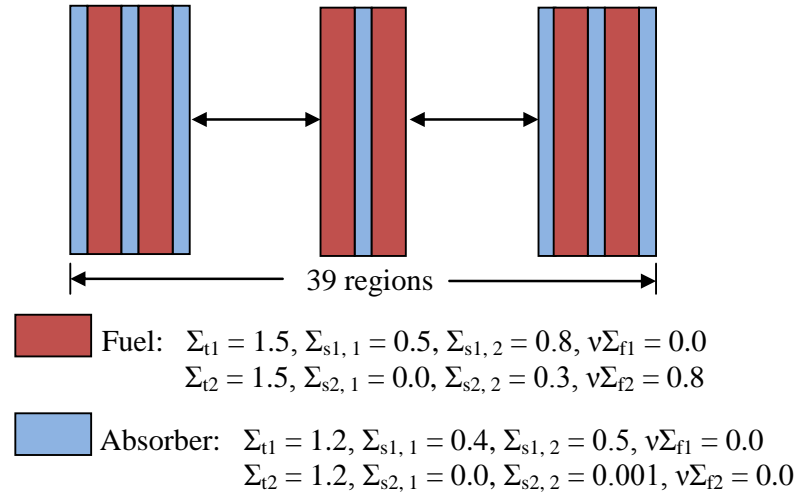 39 regions
Fuel: Σt1 = 1.5, Σs1, 1 = 0.5, Σs1, 2 = 0.8, νΣf1 = 0.0
Σt2 = 1.5, Σs2, 1 = 0.0, Σs2, 2 = 0.3, νΣf2 = 0.8
Absorber: Σt1 = 1.2, Σs1, 1 = 0.4, Σs1, 2 = 0.5, νΣf1 = 0.0
Σt2 = 1.2, Σs2, 1 = 0.0, Σs2, 2 = 0.001, νΣf2 = 0.0